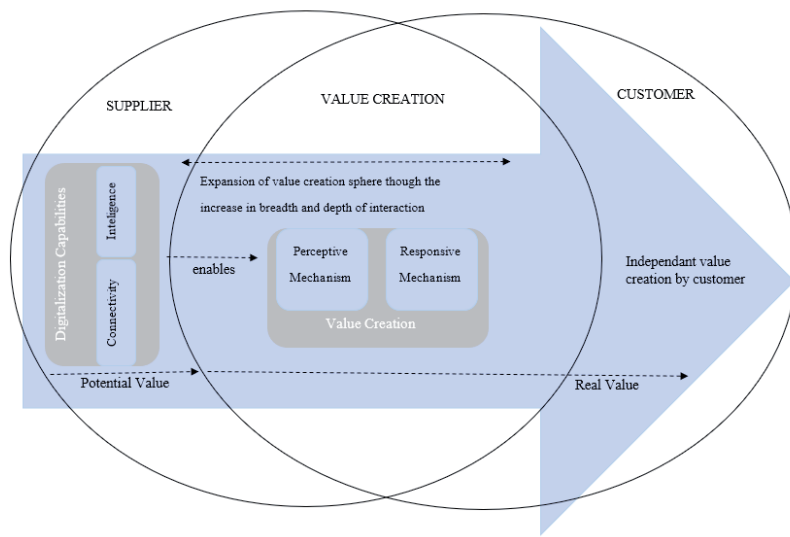 SUPPLIER
VALUE CREATION
CUSTOMER
Expansion of value creation sphere though the
increase in breadth and depth of interaction
Digitalization Capabilities
Inteligence
Connectivity
enables
Perceptive
Mechanism
Responsive
Mechanism
Value Creation
Independant value
creation by customer
Potential Value
Real Value